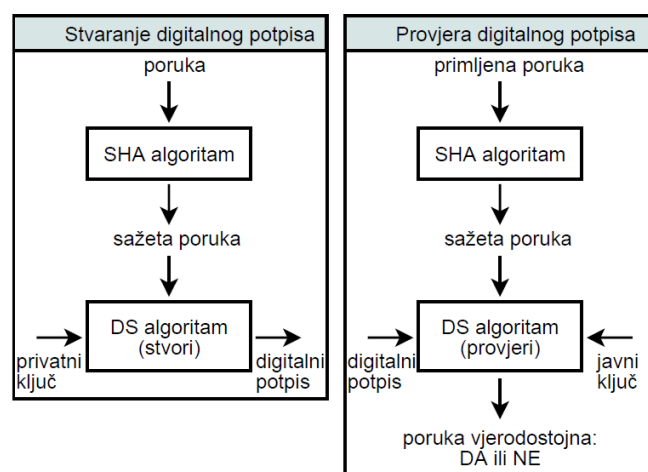 Stvaranje digitalnog potpisa
poruka
SHA algoritam
sažeta poruka
DS algoritam
(stvori)
privatni
ključ
digitalni
potpis
Provjera digitalnog potpisa
primljena poruka
SHA algoritam
sažeta poruka
DS algoritam
(provjeri)
digitalni
potpis
javni
ključ
poruka vjerodostojna:
DA ili NE